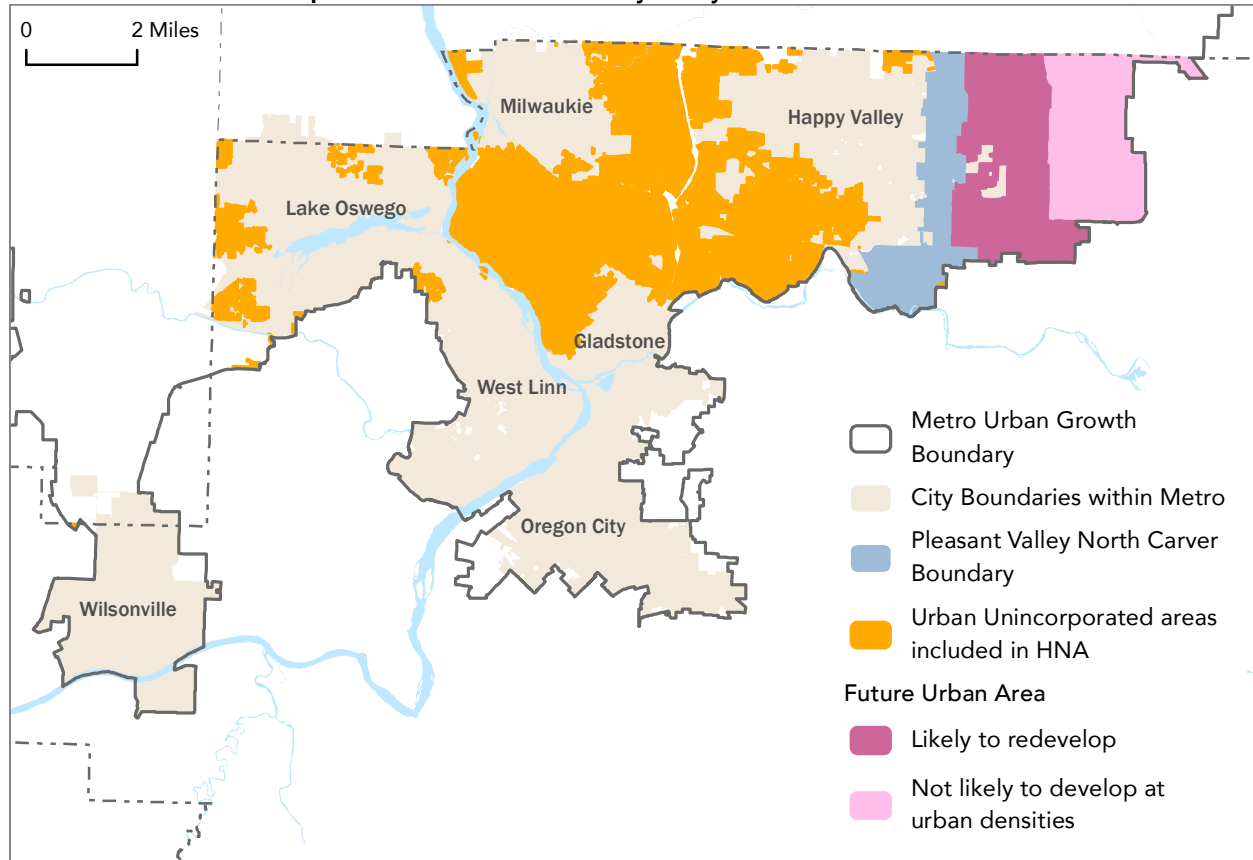 0 2 Miles
Milwaukie
Happy Valley
Lake Oswego
Gladstone
West Linn
Oregon City
Wilsonville
Metro Urban Growth
Boundary
City Boundaries within Metro
Pleasant Valley North Carver
Boundary
Urban Unincorporated areas
included in HNA
Future Urban Area
Likely to redevelop
Not likely to develop at
urban densities